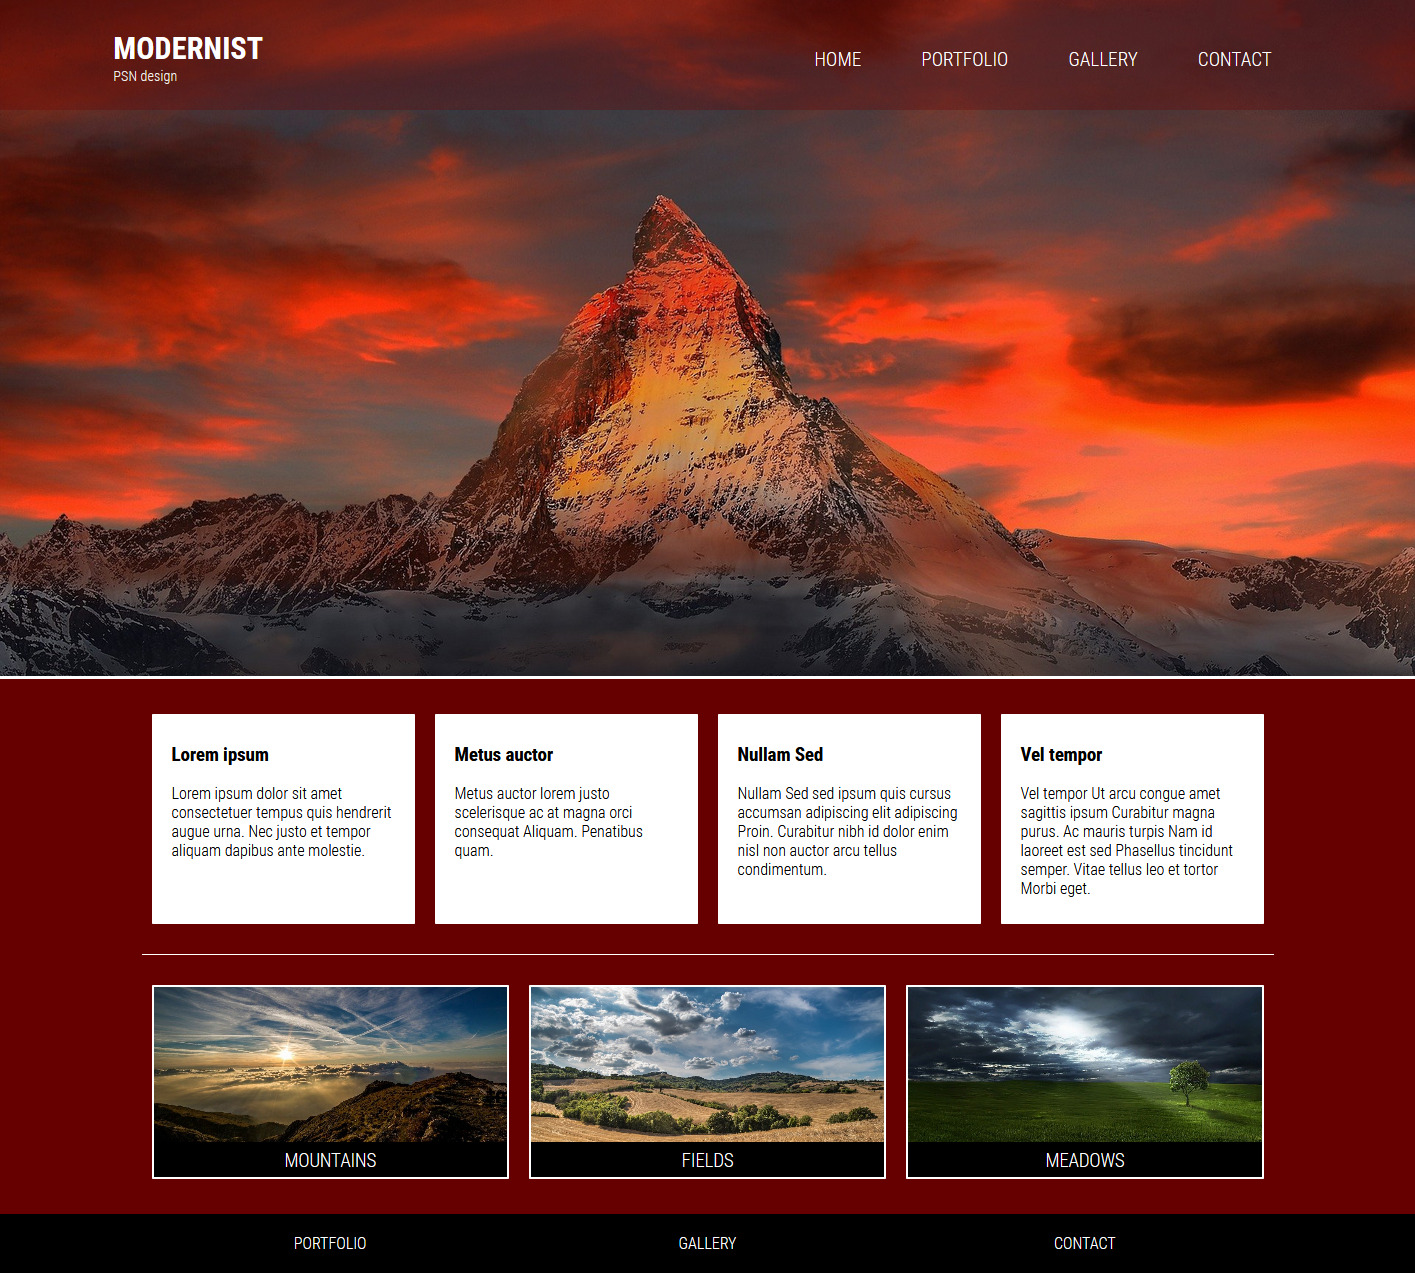 MODERNIST
PSN design
HOME PORTFOLIO GALLERY CONTACT
Lorem ipsum
Lorem ipsum dolor sit amet
consectetuer tempus quis hendrerit
augue urna. Nec justo et tempor
aliquam dapibus ante molestie.
Metus auctor
Metus auctor lorem justo
scelerisque ac at magna orci
consequat Aliquam. Penatibus
quam.
Nullam Sed
Nullam Sed sed ipsum quis cursus
accumsan adipiscing elit adipiscing
Proin. Curabitur nibh id dolor enim
nisl non auctor arcu tellus
condimentum.
Vel tempor
Vel tempor Ut arcu congue amet
sagittis ipsum Curabitur magna
purus. Ac mauris turpis Nam id
laoreet est sed Phasellus tincidunt
semper. Vitae tellus leo et tortor
Morbi eget.
MOUNTAINS
FIELDS
MEADOWS
PORTFOLIO GALLERY CONTACT